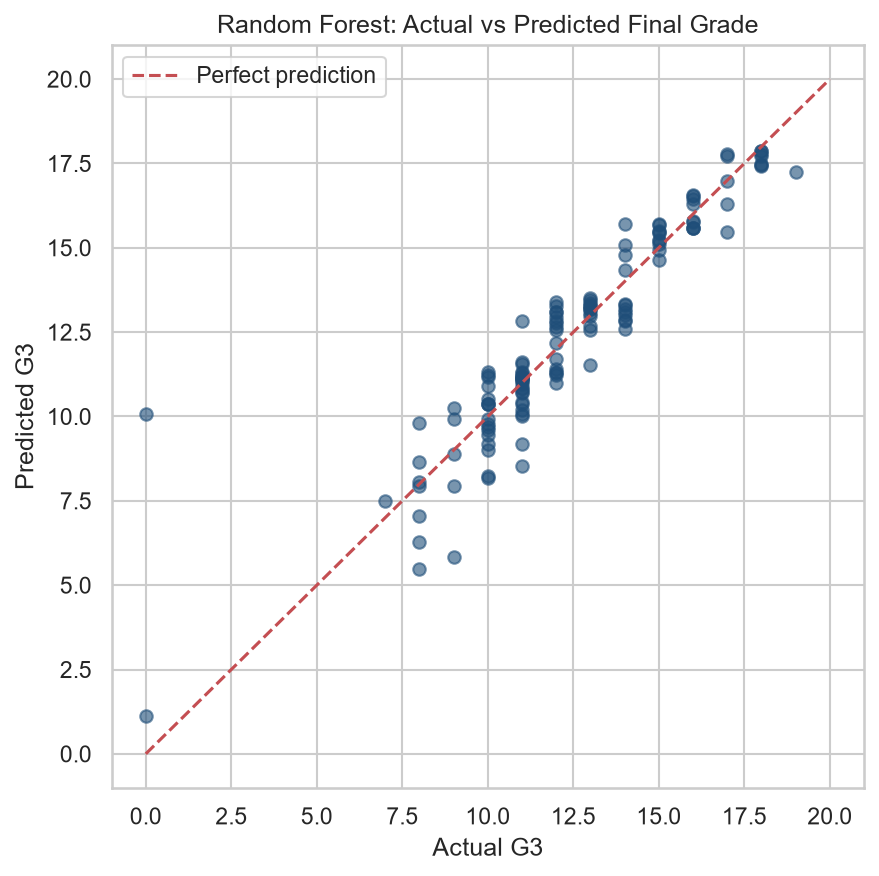 Random Forest: Actual vs Predicted Final Grade
Perfect prediction
20.0
17.5
15.0
12.5
10.0
7.5
5.0
2.5
0.0
Predicted G3
0.0 2.5 5.0 7.5 10.0 12.5 15.0 17.5 20.0
Actual G3